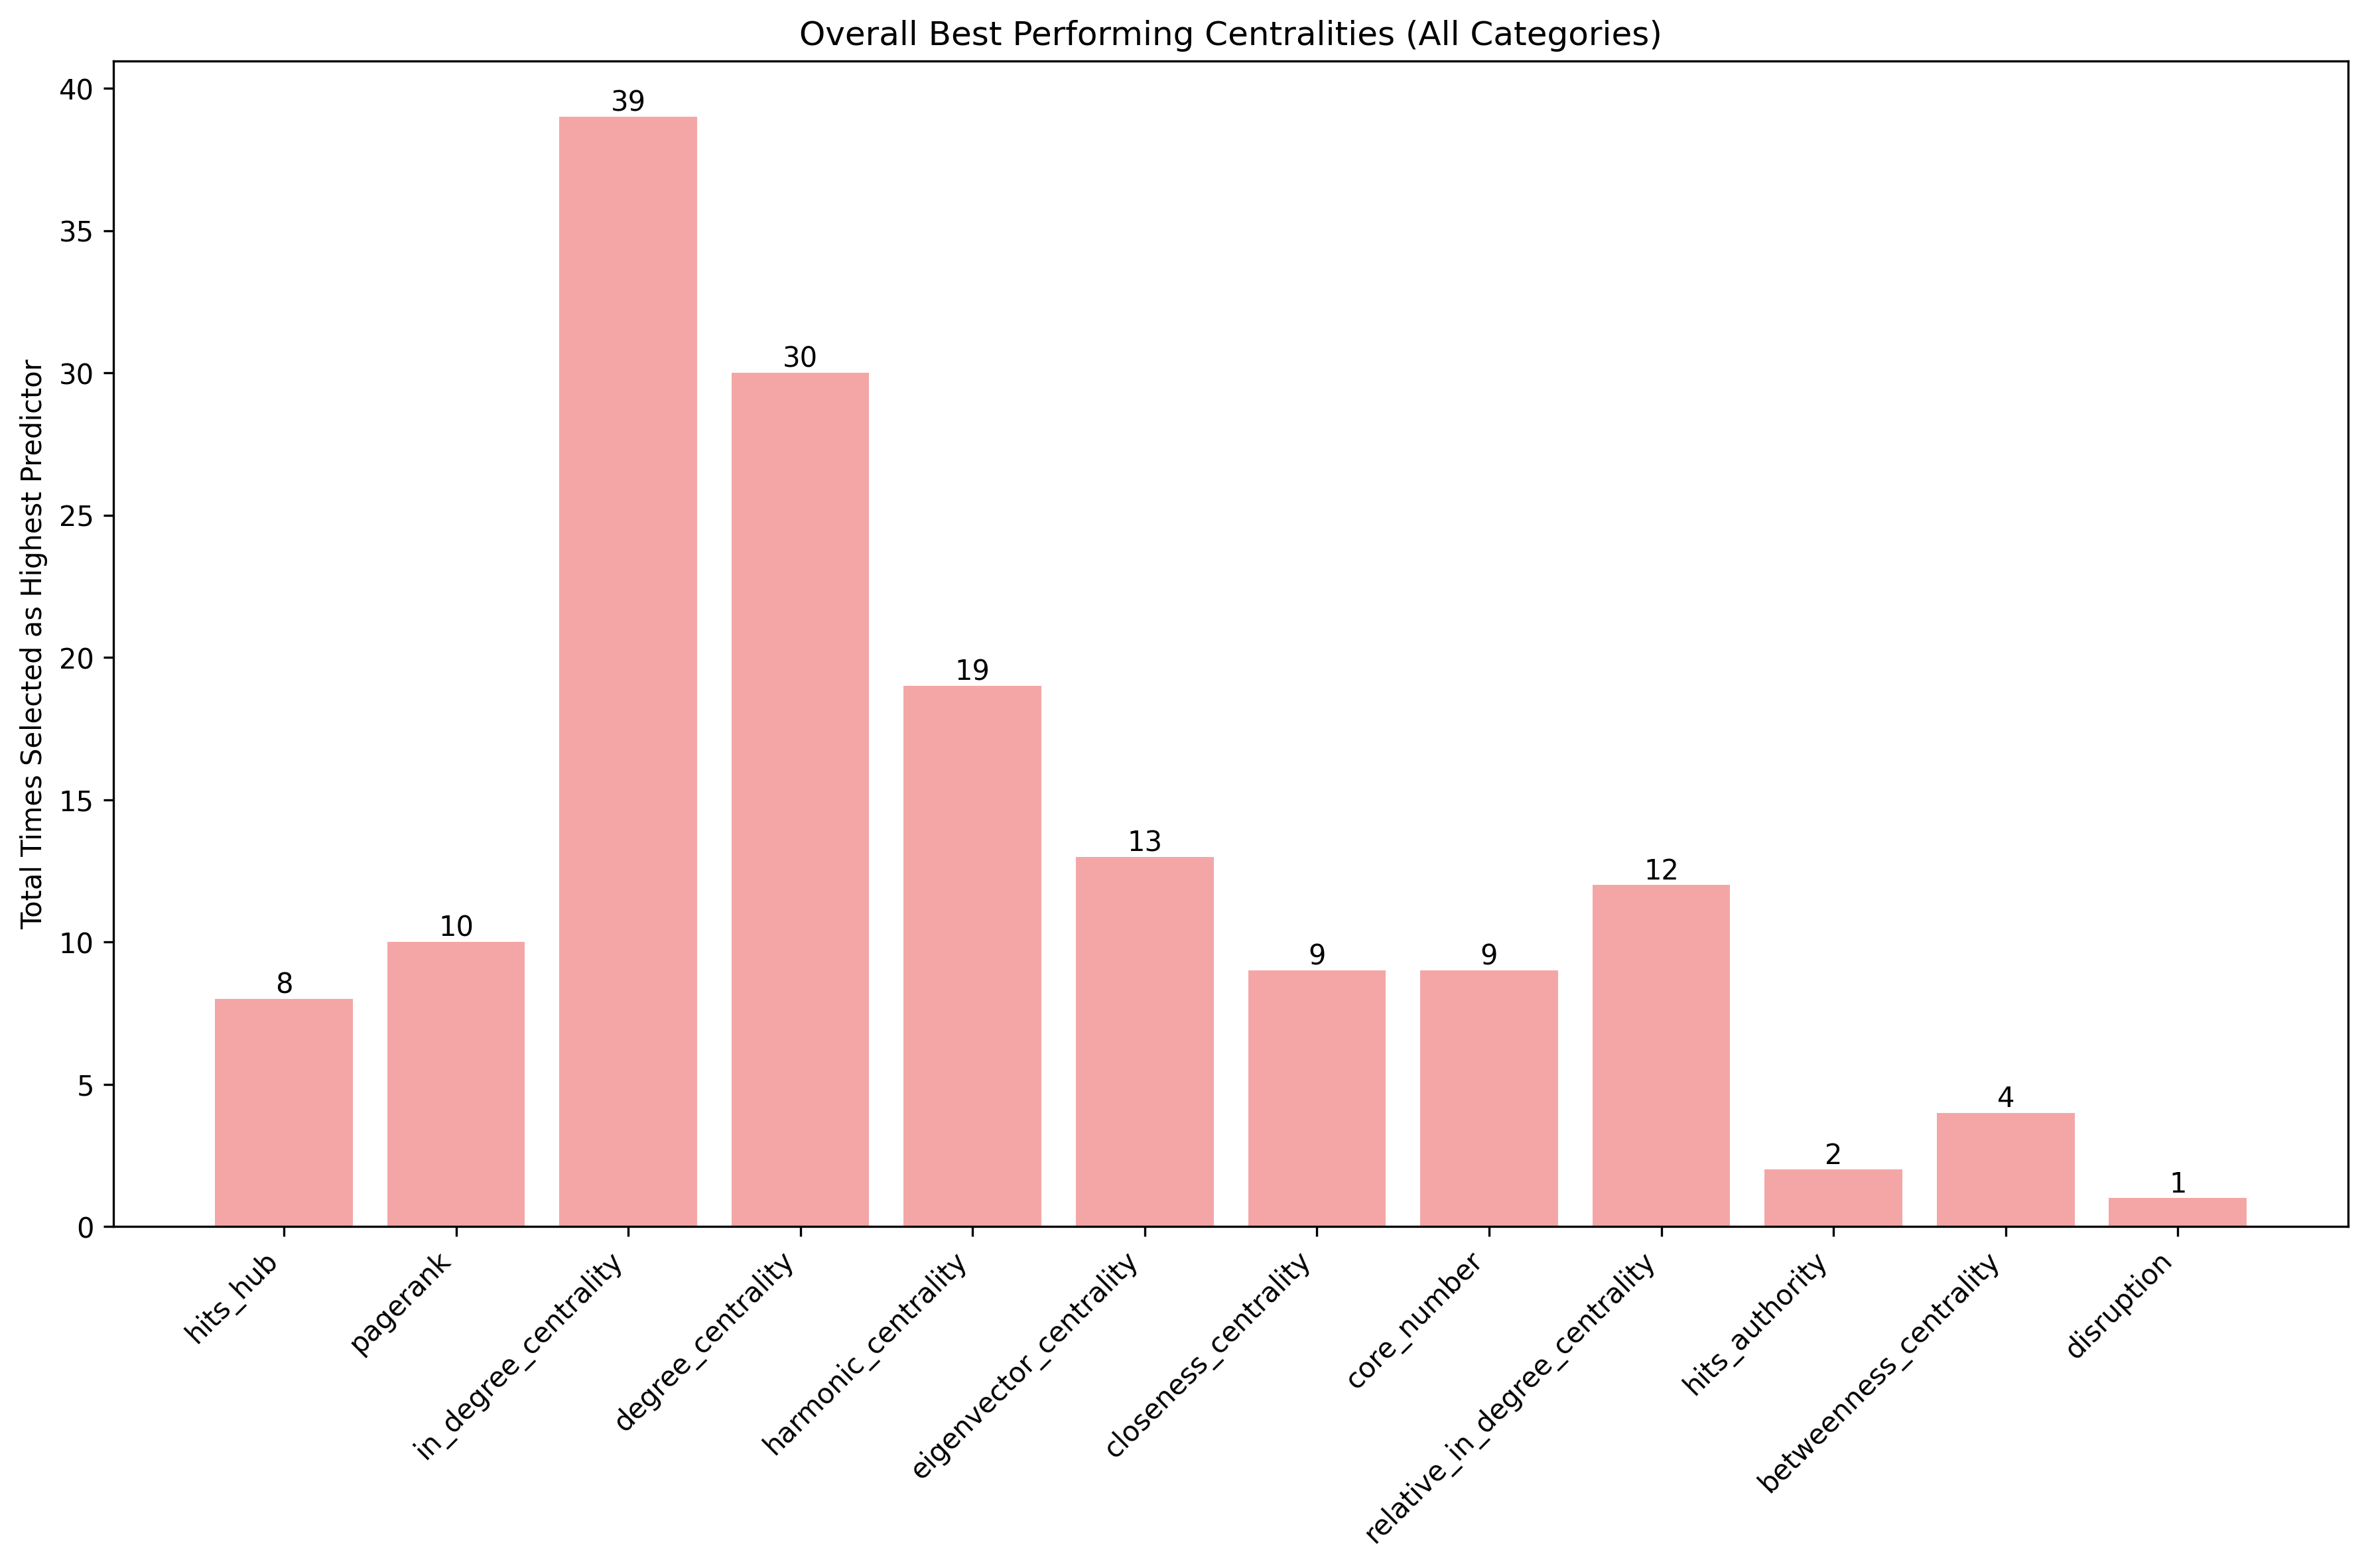 Overall Best Performing Centralities (All Categories)
Total Times Selected as Highest Predictor
40
35
30
25
20
15
10
5
0
8
10
39
30
19
13
9
9
12
2
4
1
hits_hub
pagerank
in_degree_centrality
degree_centrality
harmonic_centrality
eigenvector_centrality
closeness_centrality
core_number
relative_in_degree_centrality
hits_authority
betweenness_centrality
disruption